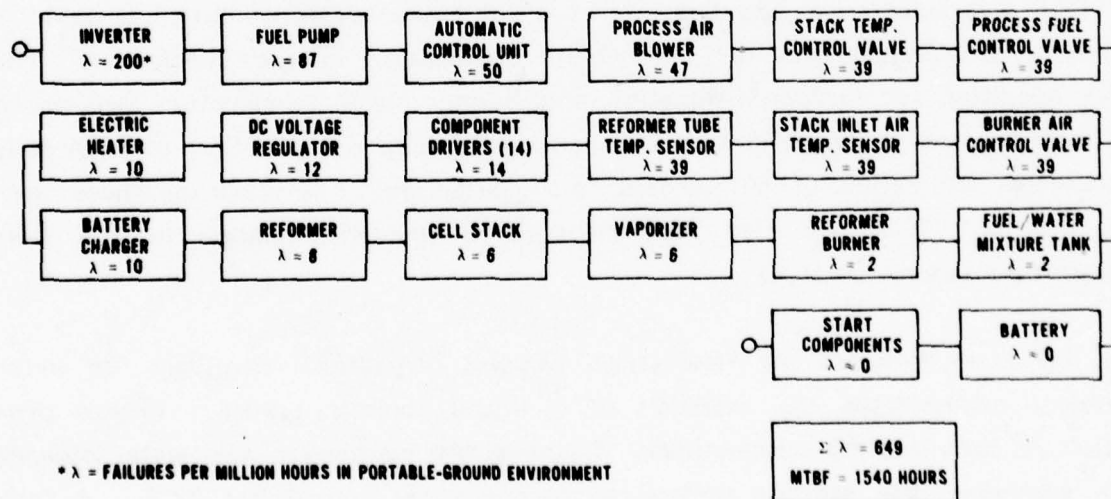 INVERTER
λ = 200*
FUEL PUMP
λ = 87
AUTOMATIC
CONTROL UNIT
λ = 50
PROCESS AIR
BLOWER
λ = 47
STACK TEMP.
CONTROL VALVE
λ = 39
PROCESS FUEL
CONTROL VALVE
λ = 39
ELECTRIC
HEATER
λ = 10
DC VOLTAGE
REGULATOR
λ = 12
COMPONENT
DRIVERS (14)
λ = 14
REFORMER TUBE
TEMP. SENSOR
λ = 39
STACK INLET AIR
TEMP. SENSOR
λ = 39
BURNER AIR
CONTROL VALVE
λ = 39
BATTERY
CHARGER
λ = 10
REFORMER
λ = 8
CELL STACK
λ = 6
VAPORIZER
λ = 6
REFORMER
BURNER
λ = 2
FUEL/WATER
MIXTURE TANK
λ = 2
START
COMPONENTS
λ ≈ 0
BATTERY
λ ≈ 0
* λ = FAILURES PER MILLION HOURS IN PORTABLE-GROUND ENVIRONMENT
Σ λ = 649
MTBF = 1540 HOURS